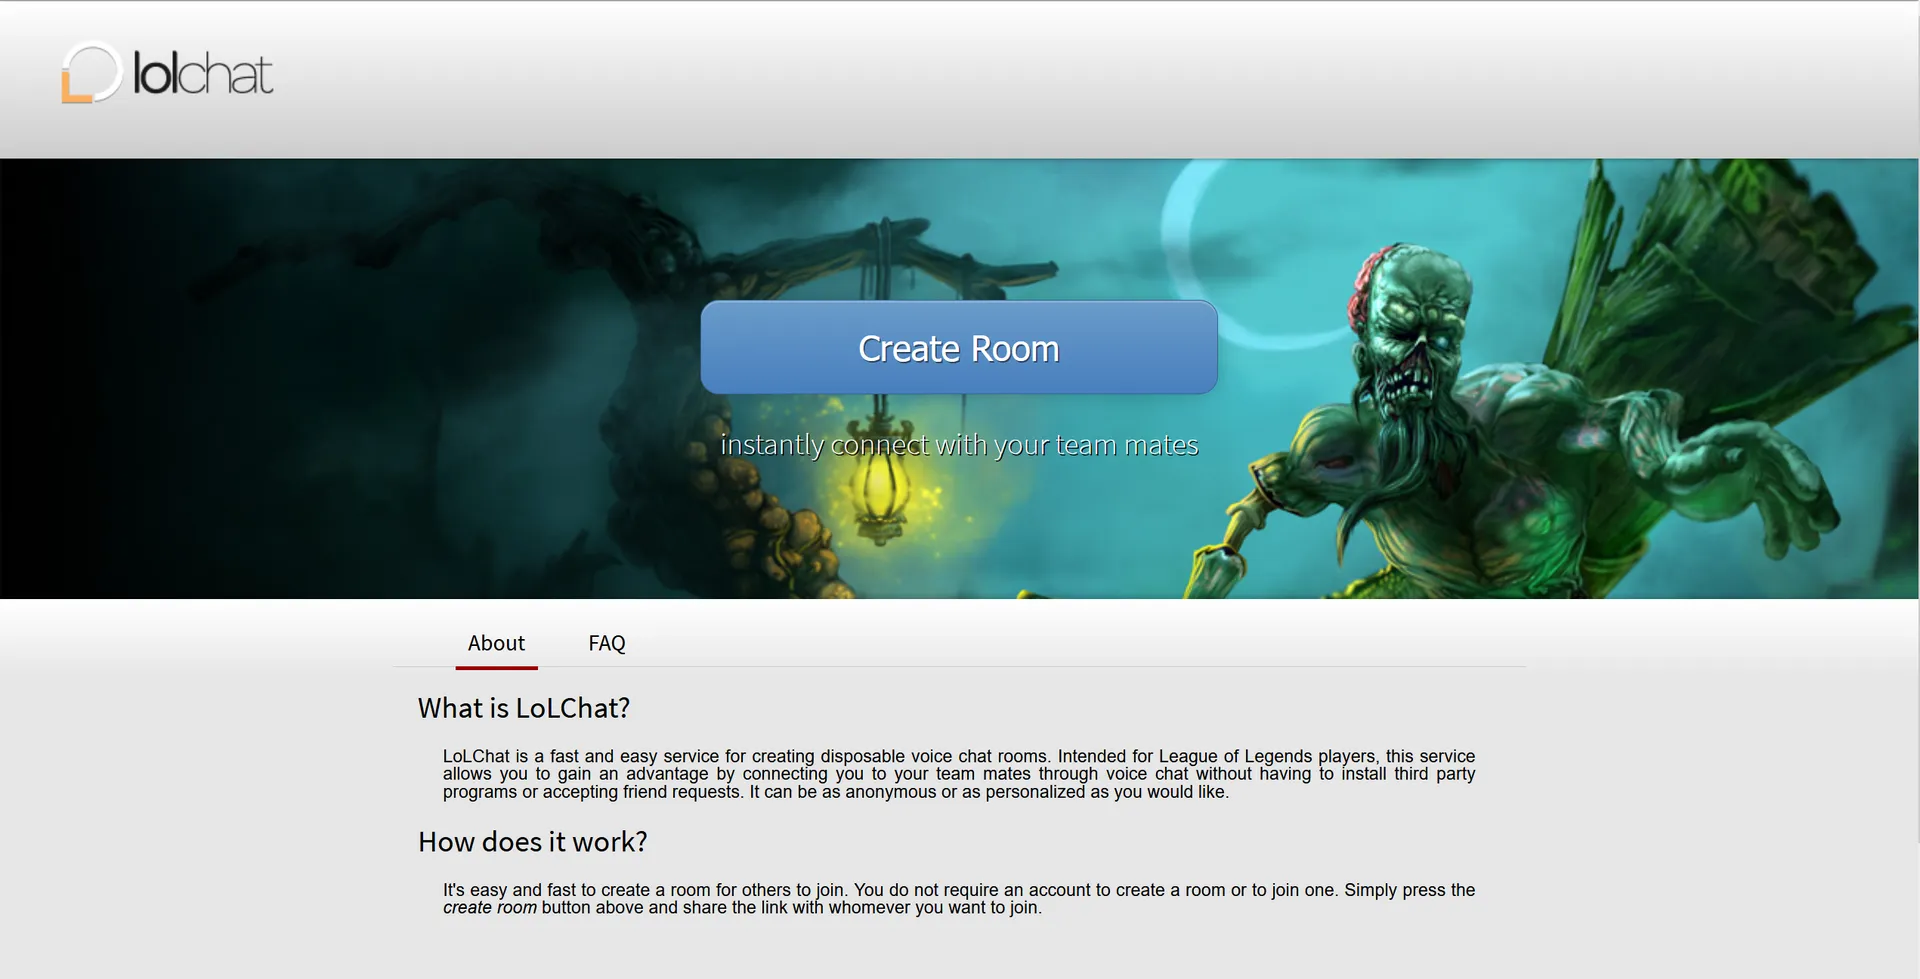 lolchat
Create Room
instantly connect with your team mates
About
FAQ
What is LoLChat?
LoLChat is a fast and easy service for creating disposable voice chat rooms. Intended for League of Legends players, this service
allows you to gain an advantage by connecting you to your team mates through voice chat without having to install third party
programs or accepting friend requests. It can be as anonymous or as personalized as you would like.
How does it work?
It's easy and fast to create a room for others to join. You do not require an account to create a room or to join one. Simply press the
create room button above and share the link with whomever you want to join.